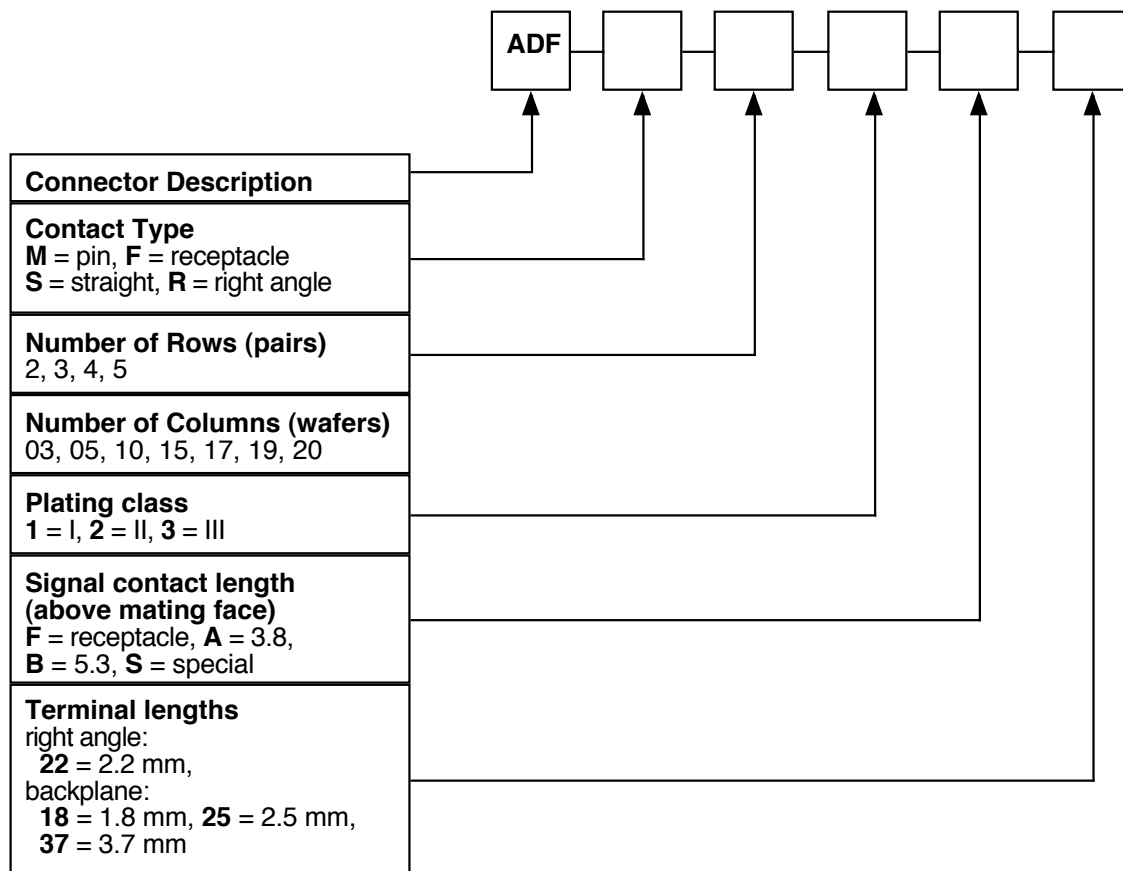 ADF
Connector Description
Contact Type
M = pin, F = receptacle
S = straight, R = right angle
Number of Rows (pairs)
2, 3, 4, 5
Number of Columns (wafers)
03, 05, 10, 15, 17, 19, 20
Plating class
1 = I, 2 = II, 3 = III
Signal contact length
(above mating face)
F = receptacle, A = 3.8,
B = 5.3, S = special
Terminal lengths
right angle:
22 = 2.2 mm,
backplane:
18 = 1.8 mm, 25 = 2.5 mm,
37 = 3.7 mm